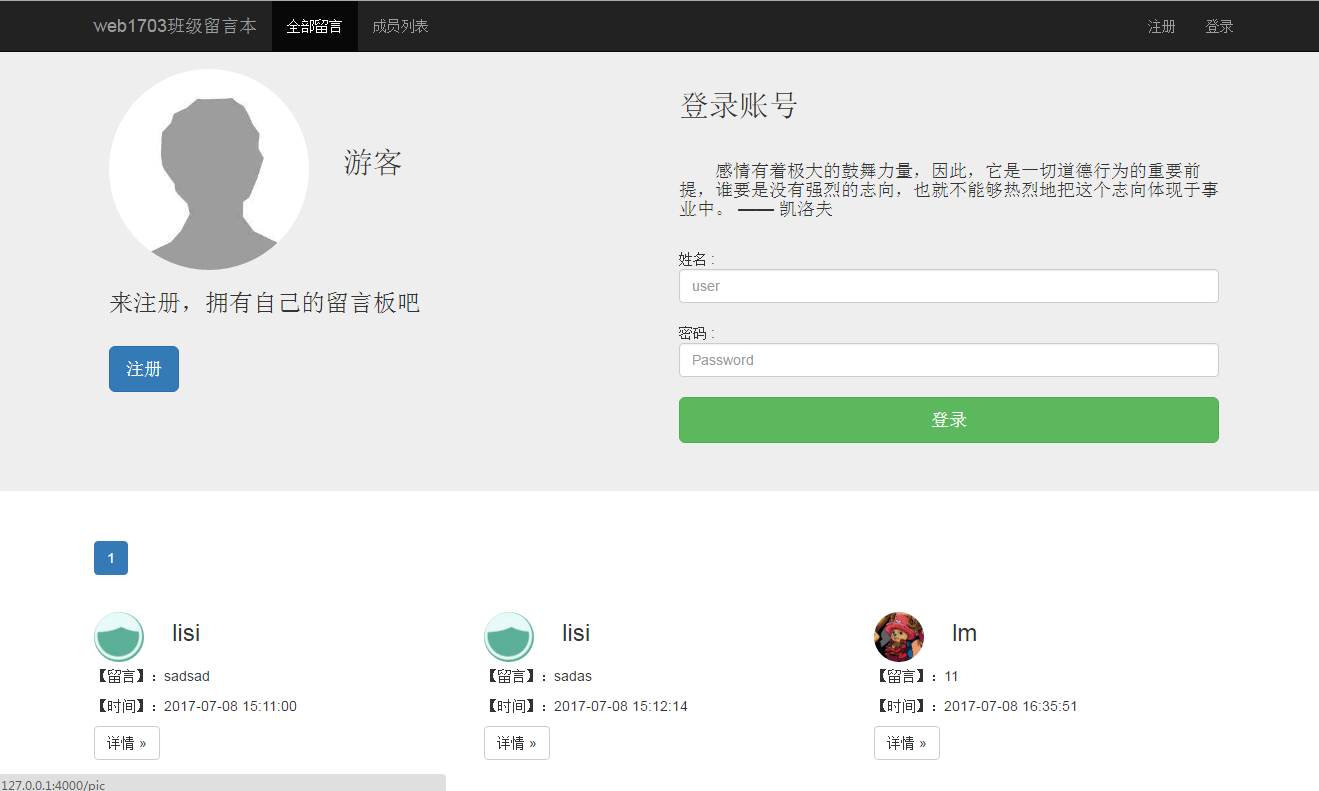 web1703班级留言本 全部留言 成员列表 注册 登录
游客
来注册，拥有自己的留言板吧
注册
登录账号
感情有着极大的鼓舞力量，因此，它是一切道德行为的重要前
提，谁要是没有强烈的志向，也就不能够热烈地把这个志向体现于事
业中。 —— 凯洛夫
姓名 :
user
密码 :
Password
登录
1
lisi
【留言】：sadsad
【时间】：2017-07-08 15:11:00
详情 »
lisi
【留言】：sadas
【时间】：2017-07-08 15:12:14
详情 »
lm
【留言】：11
【时间】：2017-07-08 16:35:51
详情 »
127.0.0.1:4000/pic